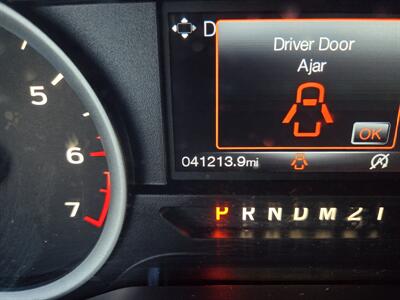 D
Driver Door
Ajar
OK
041213.9mi
5
6
7
P R N D M 2 1